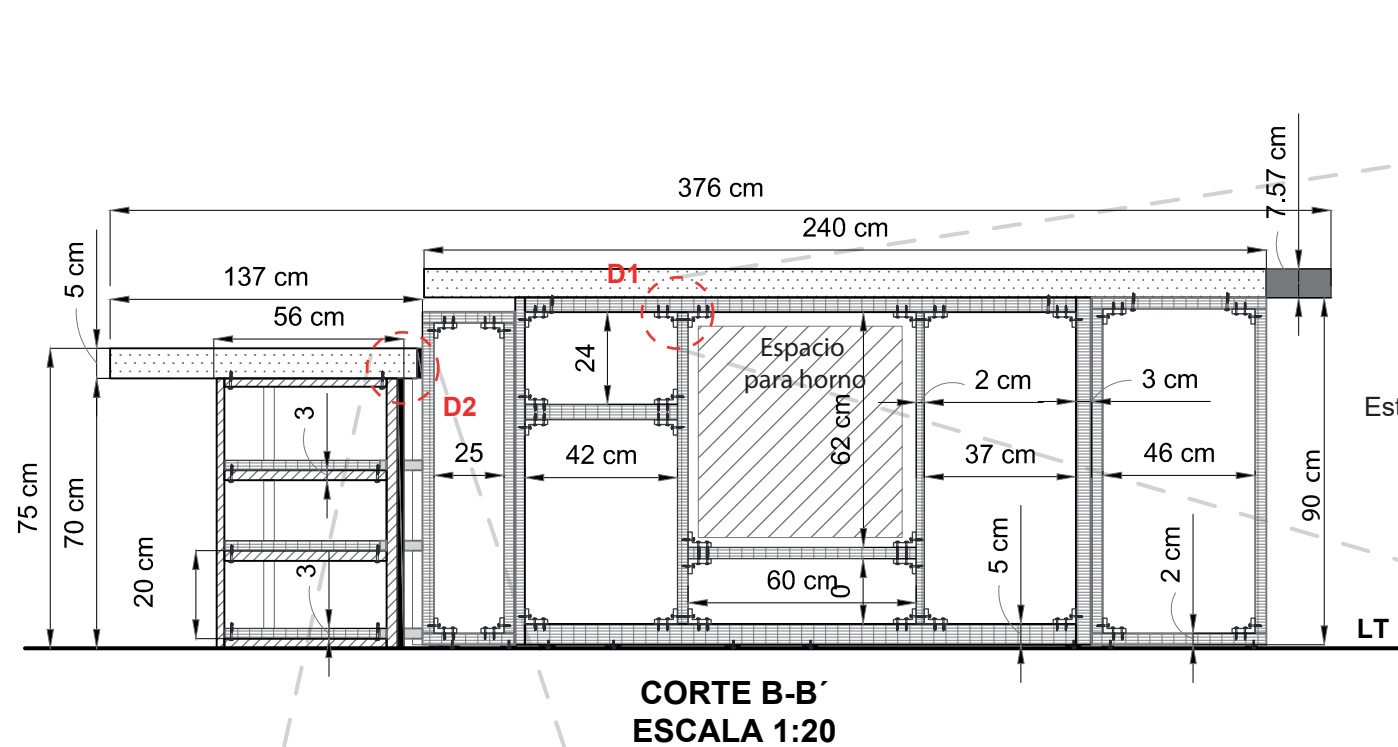 7.57 cm
376 cm
240 cm
D1
5 cm
137 cm
56 cm
Espacio
para horno
24
2 cm
3 cm
Est
D2
3
62 cm
25
42 cm
37 cm
46 cm
75 cm
70 cm
90 cm
20 cm
3
60 cm
0
5 cm
2 cm
LT
CORTE B-B´
ESCALA 1:20